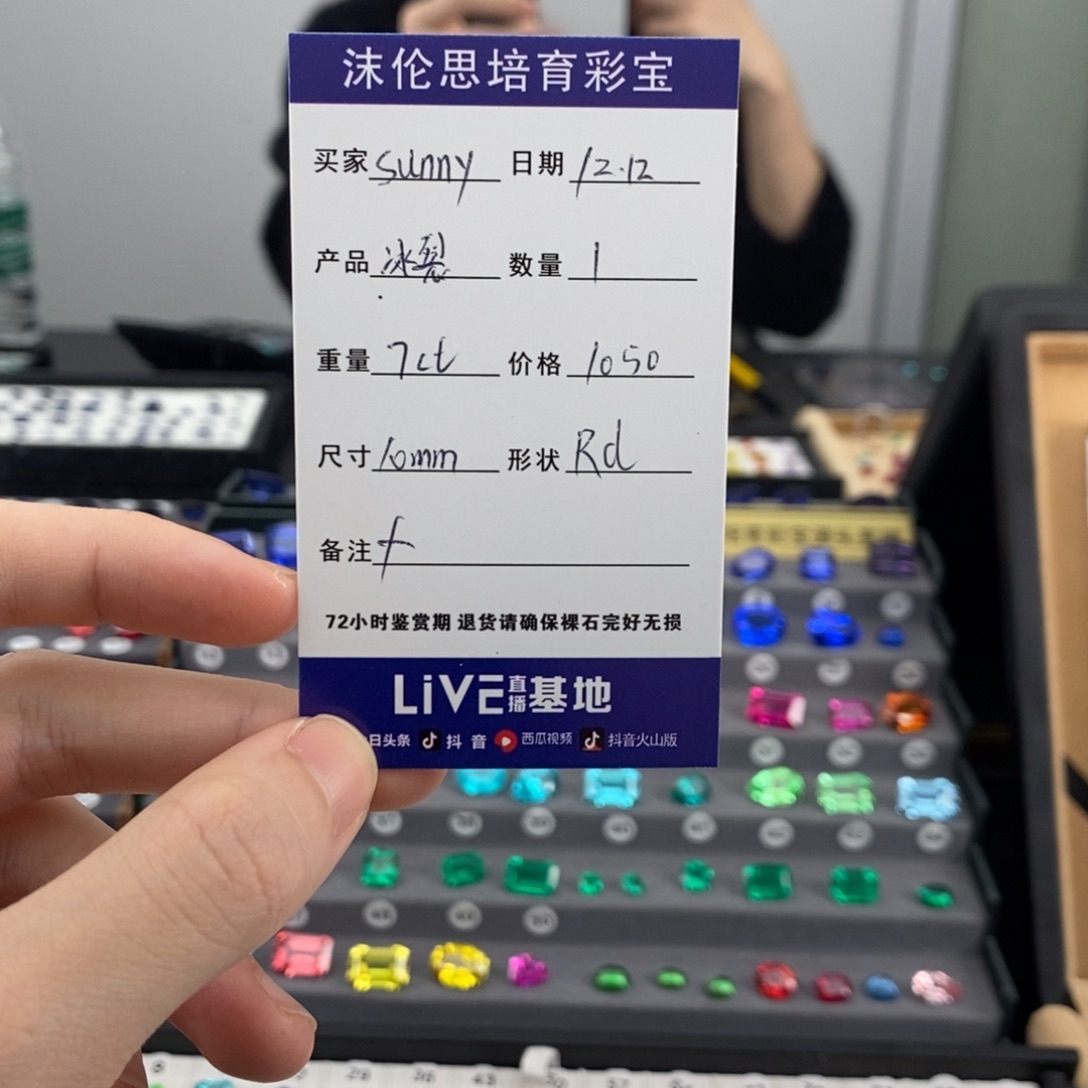 沫伦思培育彩宝
买家 sunny 日期 12.12
产品 冰裂 数量 1
重量 7ct 价格 1050
尺寸 10mm 形状 Rd
备注
72小时鉴赏期 退货请确保裸石完好无损
LiVE直播基地
日头条 抖音 西瓜视频 抖音火山版